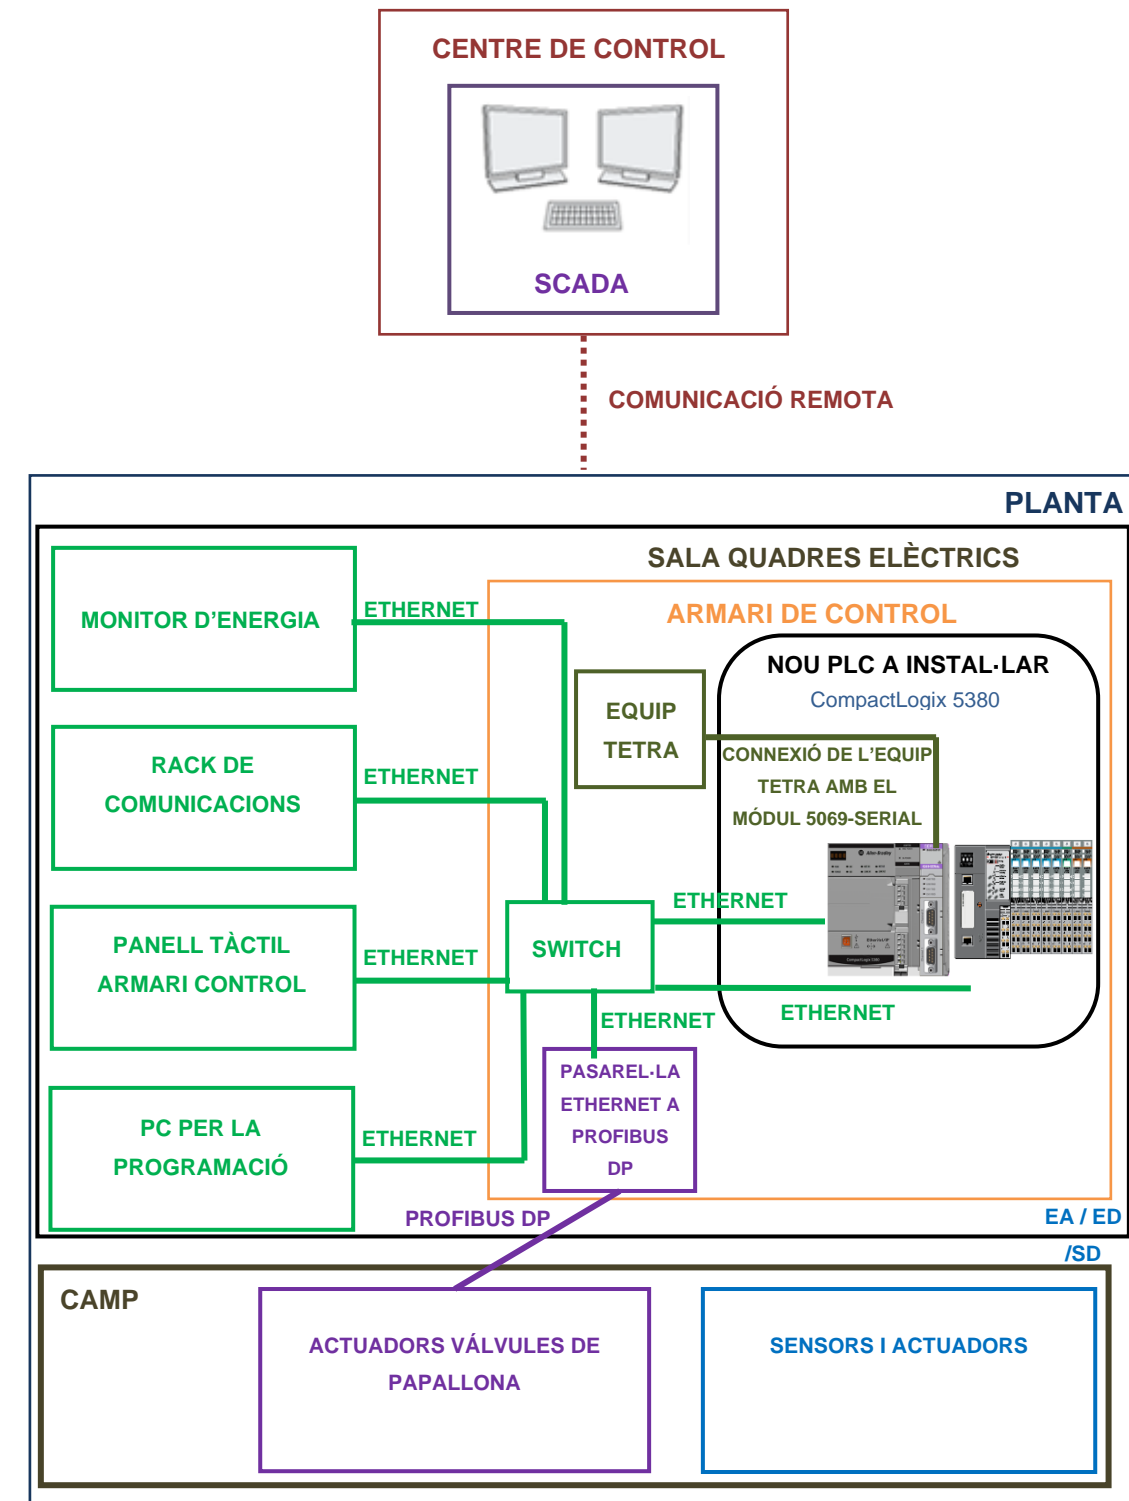 CENTRE DE CONTROL
SCADA
COMUNICACIÓ REMOTA
PLANTA
SALA QUADRES ELÈCTRICS
MONITOR D'ENERGIA
ETHERNET
ARMARI DE CONTROL
NOU PLC A INSTAL·LAR
CompactLogix 5380
EQUIP
TETRA
CONNEXIÓ DE L'EQUIP
TETRA AMB EL
MÓDUL 5069-SERIAL
RACK DE
COMUNICACIONS
ETHERNET
PANELL TÀCTIL
ARMARI CONTROL
ETHERNET
SWITCH
ETHERNET
ETHERNET
ETHERNET
PASAREL·LA
ETHERNET A
PROFIBUS
DP
PC PER LA
PROGRAMACIÓ
ETHERNET
PROFIBUS DP
EA / ED
/SD
CAMP
ACTUADORS VÁLVULES DE
PAPALLONA
SENSORS I ACTUADORS